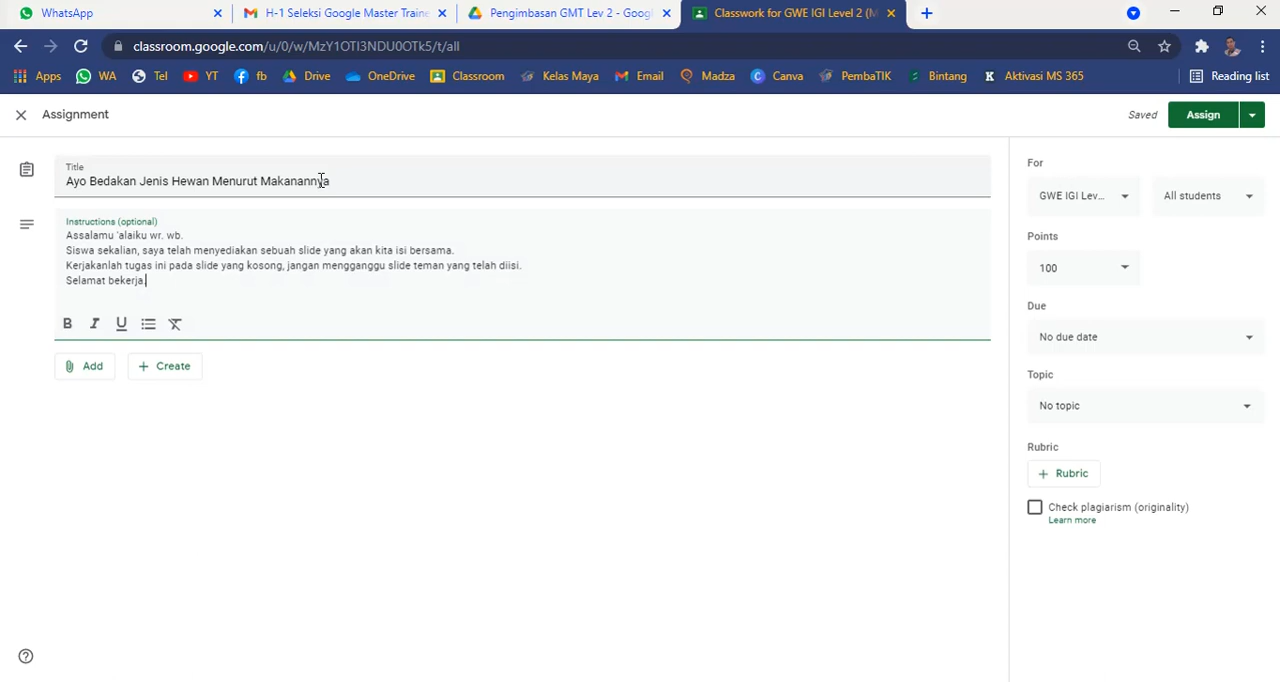 WhatsApp
H-1 Seleksi Google Master Traine
Pengimbasan GMT Lev 2 - Goog
Classwork for GWE IGI Level 2 (M
classroom.google.com/u/0/w/MzY1OTI3NDU0OTk5/t/all
Apps WA Tel YT fb Drive OneDrive Classroom Kelas Maya Email Madza Canva PembaTIK Bintang Aktivasi MS 365 Reading list
Assignment
Saved
Assign
Title
Ayo Bedakan Jenis Hewan Menurut Makanannya
Instructions (optional)
Assalamu 'alaiku wr. wb.
Siswa sekalian, saya telah menyediakan sebuah slide yang akan kita isi bersama.
Kerjakanlah tugas ini pada slide yang kosong, jangan mengganggu slide teman yang telah diisi.
Selamat bekerja
B I U
Add
Create
For
GWE IGI Lev...
All students
Points
100
Due
No due date
Topic
No topic
Rubric
+ Rubric
Check plagiarism (originality)
Learn more